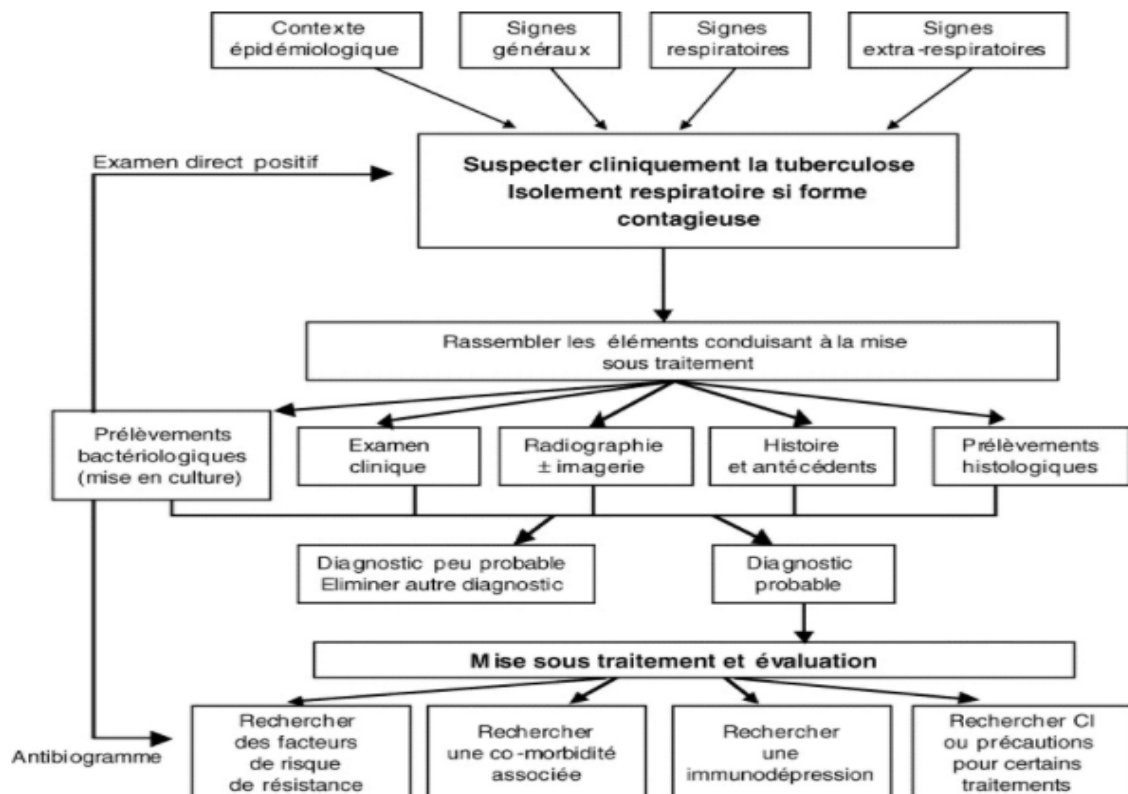 Contexte
épidémiologique
Signes
généraux
Signes
respiratoires
Signes
extra-respiratoires
Examen direct positif
Suspecter cliniquement la tuberculose
Isolement respiratoire si forme
contagieuse
Rassembler les éléments conduisant à la mise
sous traitement
Prélèvements
bactériologiques
(mise en culture)
Examen
clinique
Radiographie
± imagerie
Histoire
et antécédents
Prélèvements
histologiques
Diagnostic peu probable
Eliminer autre diagnostic
Diagnostic
probable
Mise sous traitement et évaluation
Antibiogramme
Rechercher
des facteurs
de risque
de résistance
Rechercher
une co-morbidité
associée
Rechercher
une
immunodépression
Rechercher CI
ou précautions
pour certains
traitements